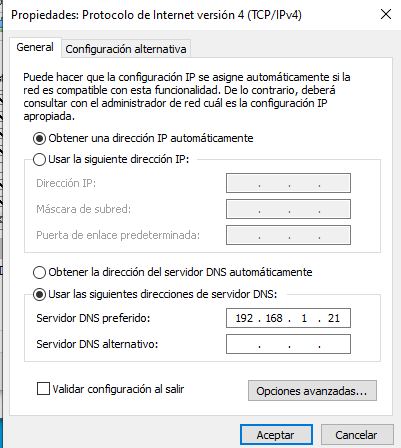 Propiedades: Protocolo de Internet versión 4 (TCP/IPv4)
General
Configuración alternativa
Puede hacer que la configuración IP se asigne automáticamente si la
red es compatible con esta funcionalidad. De lo contrario, deberá
consultar con el administrador de red cuál es la configuración IP
apropiada.
Obtener una dirección IP automáticamente
Usar la siguiente dirección IP:
Dirección IP:
. . .
Máscara de subred:
. . .
Puerta de enlace predeterminada:
. . .
Obtener la dirección del servidor DNS automáticamente
Usar las siguientes direcciones de servidor DNS:
Servidor DNS preferido:
192 . 168 . 1 . 21
Servidor DNS alternativo:
. . .
Validar configuración al salir
Opciones avanzadas...
Aceptar
Cancelar